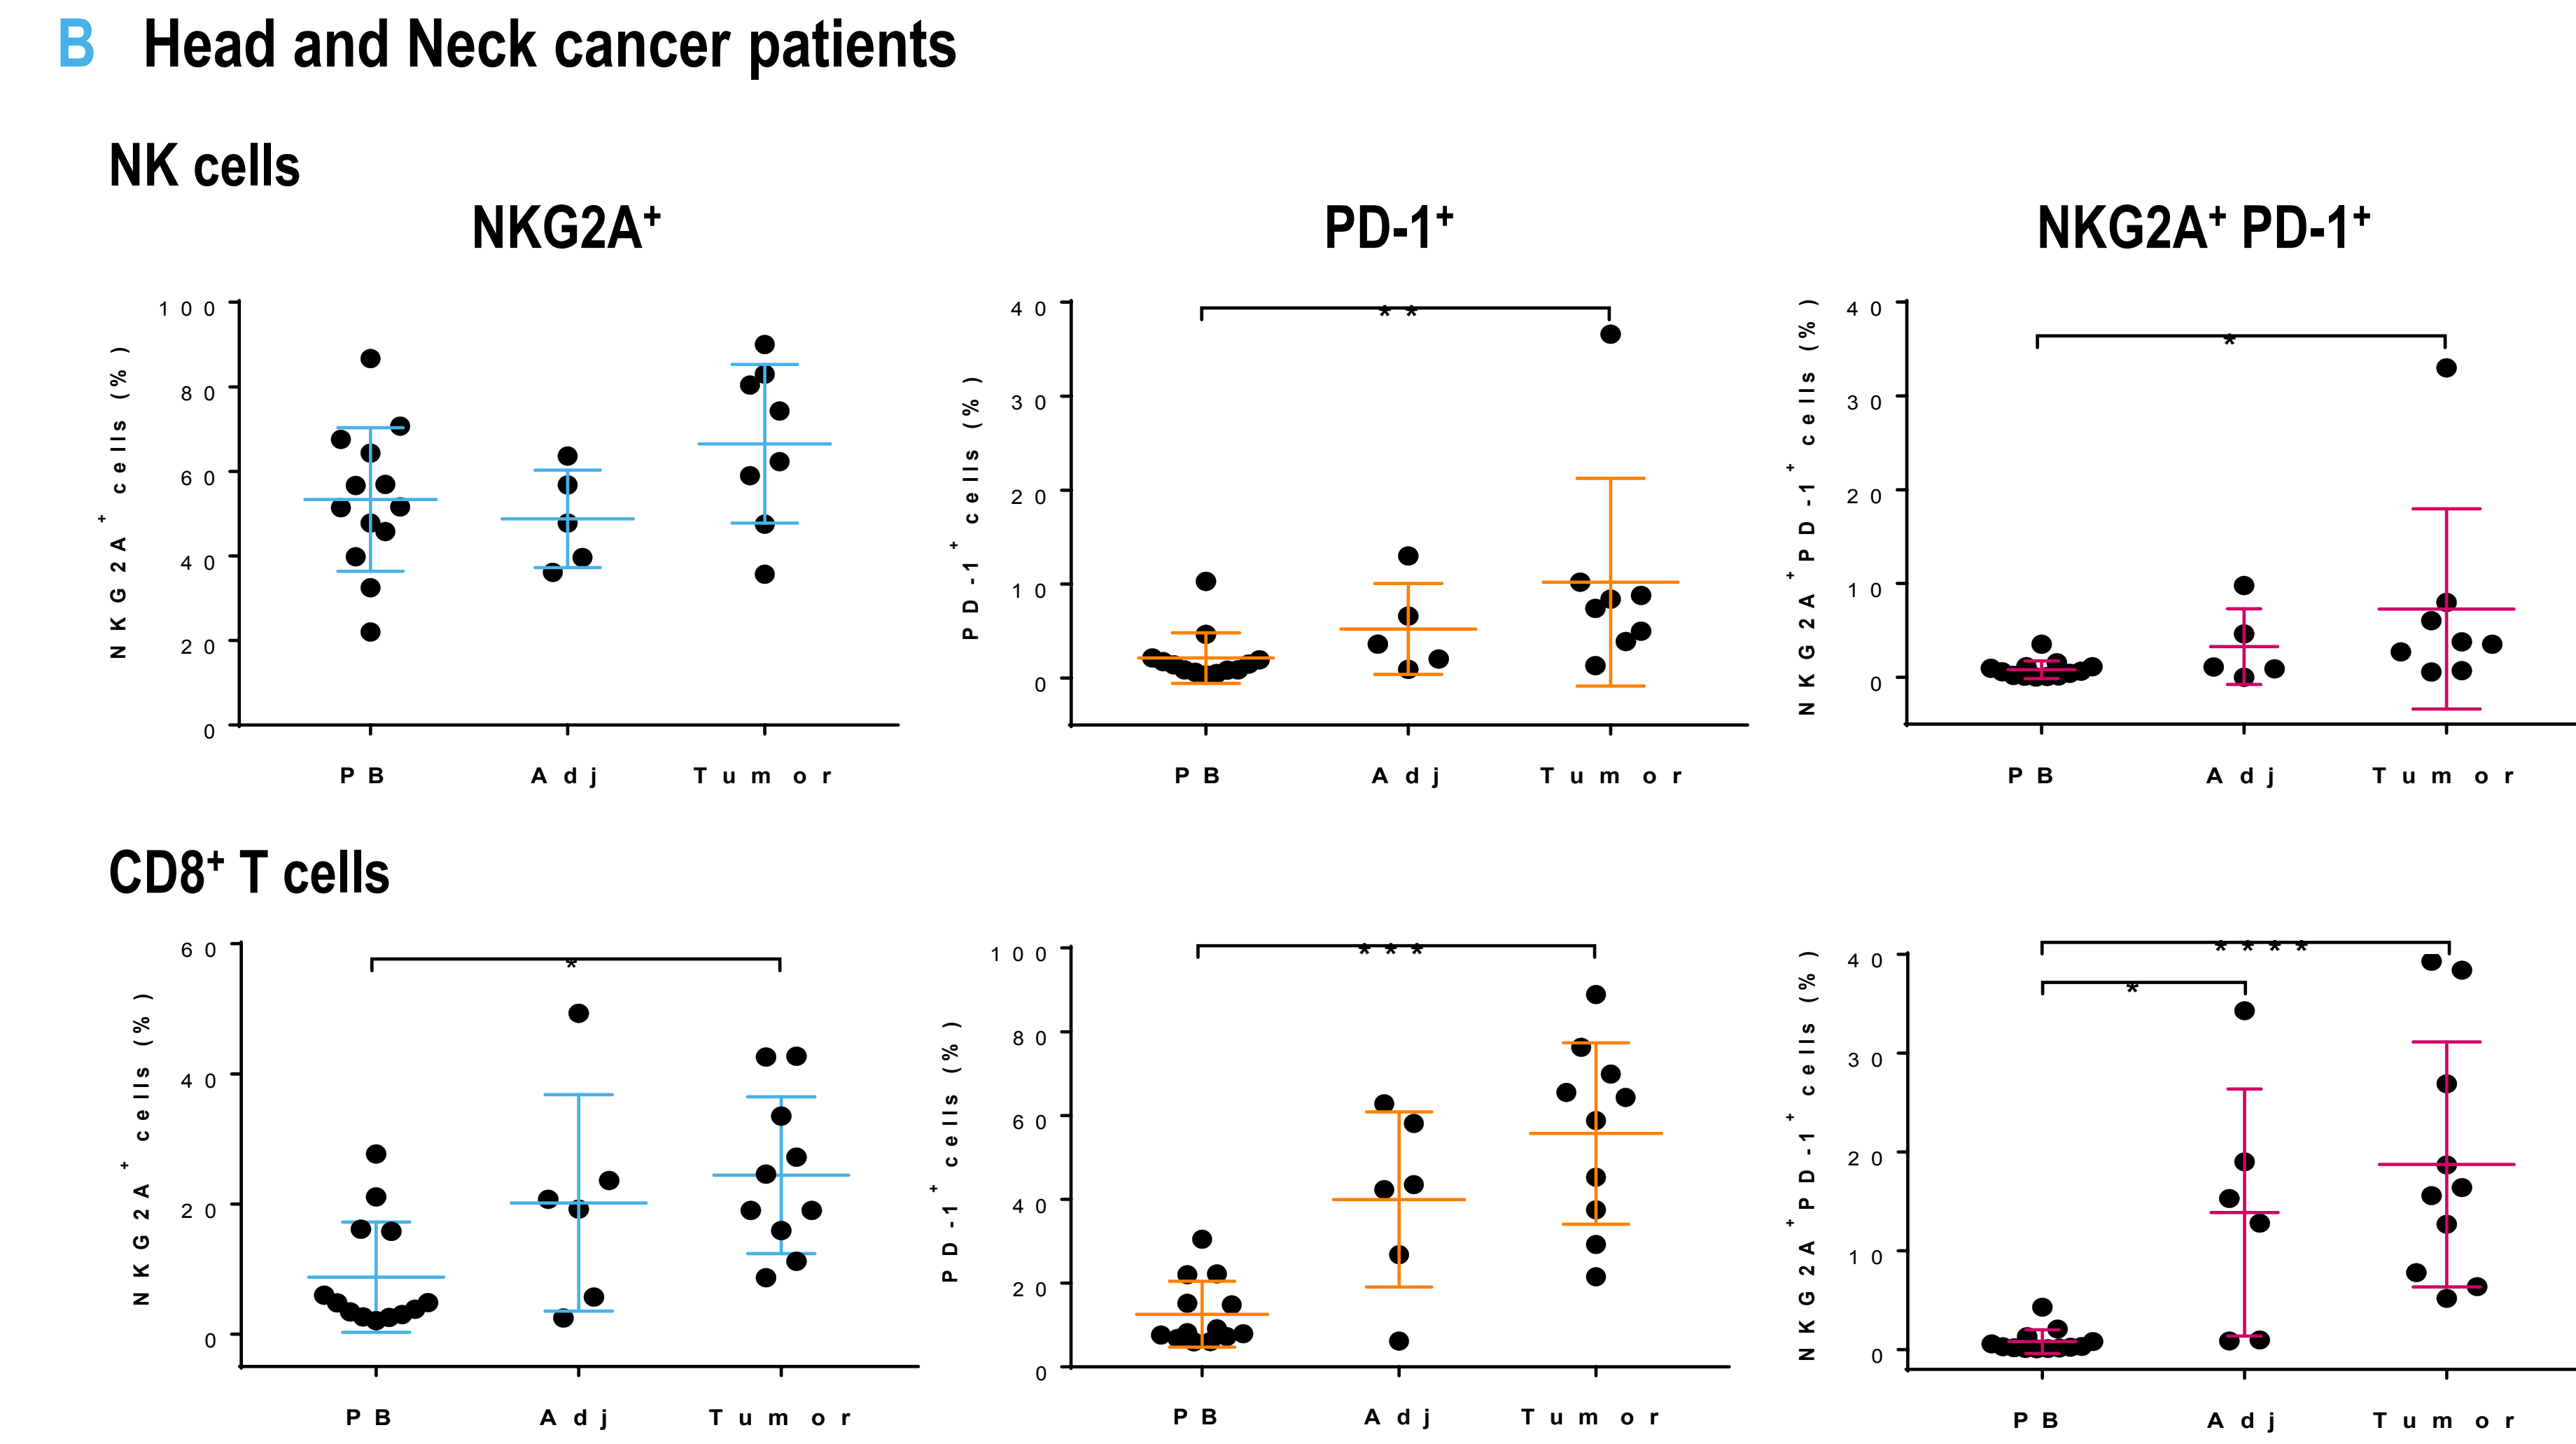 B Head and Neck cancer patients
NK cells
NKG2A⁺ PD-1⁺ NKG2A⁺ PD-1⁺
NKG2A⁺ cells (%)
100
80
60
40
20
0
PB Adj Tumor
PD-1⁺ cells (%)
40
30
20
10
0
**
PB Adj Tumor
NKG2A⁺PD-1⁺ cells (%)
40
30
20
10
0
*
PB Adj Tumor
CD8⁺ T cells
NKG2A⁺ cells (%)
60
40
20
0
*
PB Adj Tumor
PD-1⁺ cells (%)
100
80
60
40
20
0
***
PB Adj Tumor
NKG2A⁺PD-1⁺ cells (%)
40
30
20
10
0
****
*
PB Adj Tumor